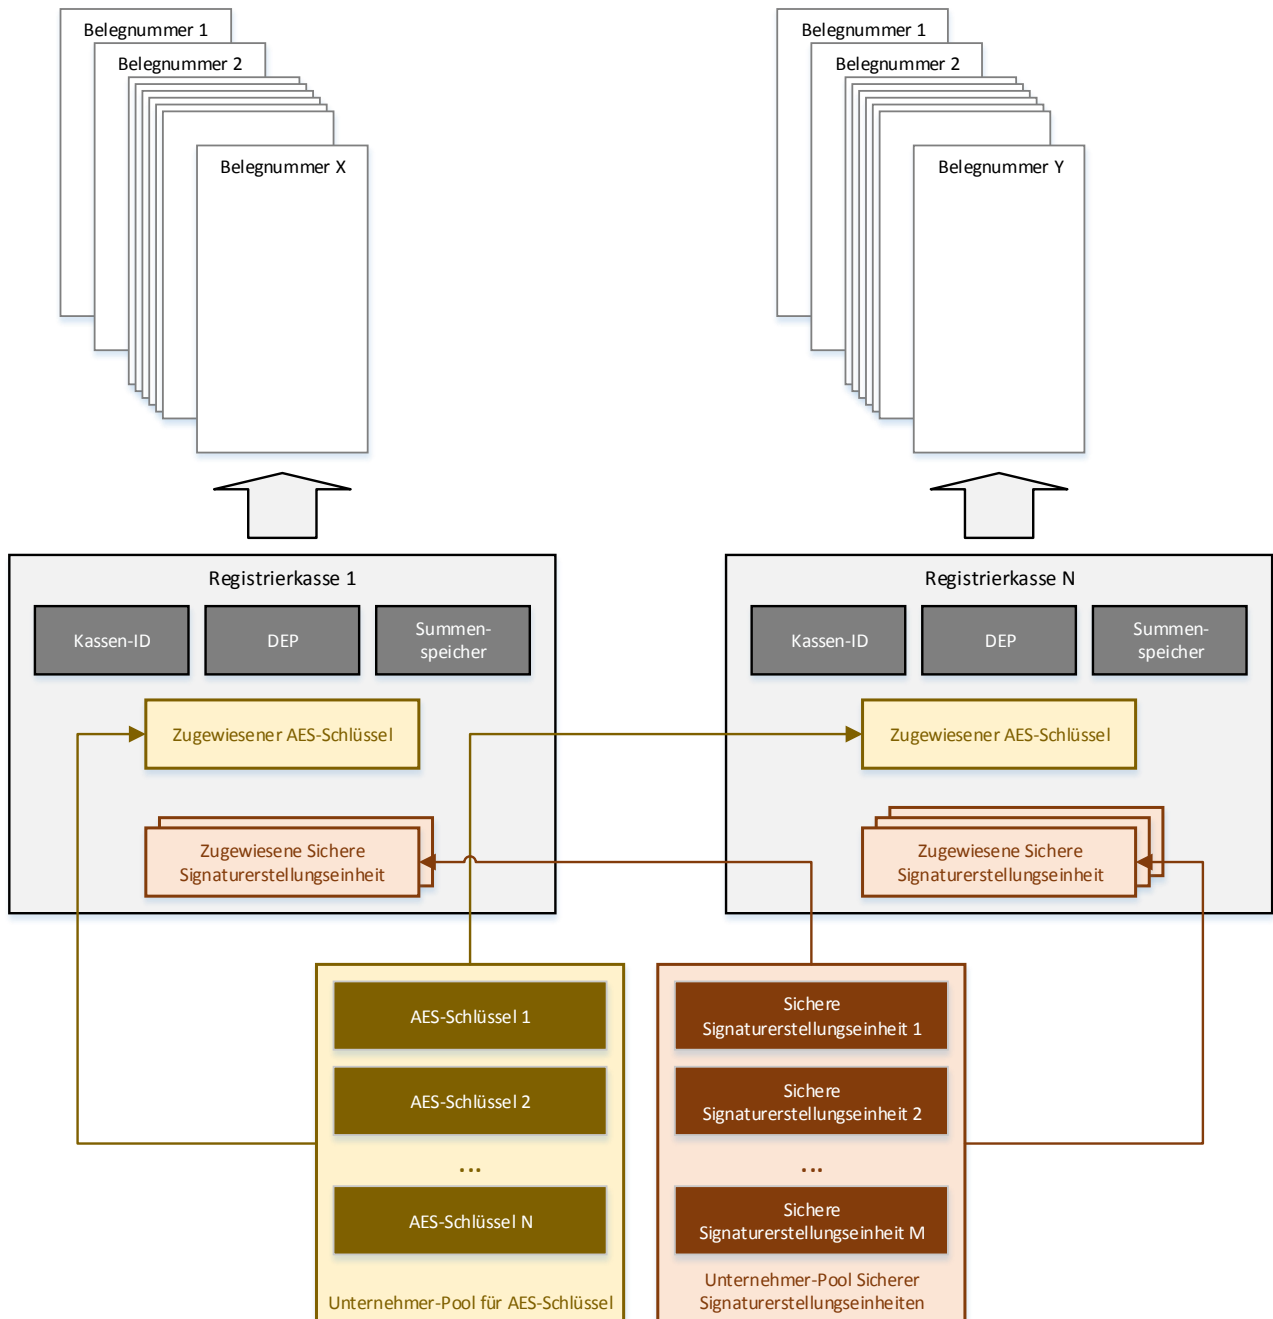 Belegnummer 1
Belegnummer 2
Belegnummer X
Belegnummer 1
Belegnummer 2
Belegnummer Y
Registrierkasse 1
Kassen-ID
DEP
Summen-
speicher
Zugewiesener AES-Schlüssel
Zugewiesene Sichere
Signaturerstellungseinheit
Registrierkasse N
Kassen-ID
DEP
Summen-
speicher
Zugewiesener AES-Schlüssel
Zugewiesene Sichere
Signaturerstellungseinheit
AES-Schlüssel 1
AES-Schlüssel 2
...
AES-Schlüssel N
Unternehmer-Pool für AES-Schlüssel
Sichere
Signaturerstellungseinheit 1
Sichere
Signaturerstellungseinheit 2
...
Sichere
Signaturerstellungseinheit M
Unternehmer-Pool Sicherer
Signaturerstellungseinheiten